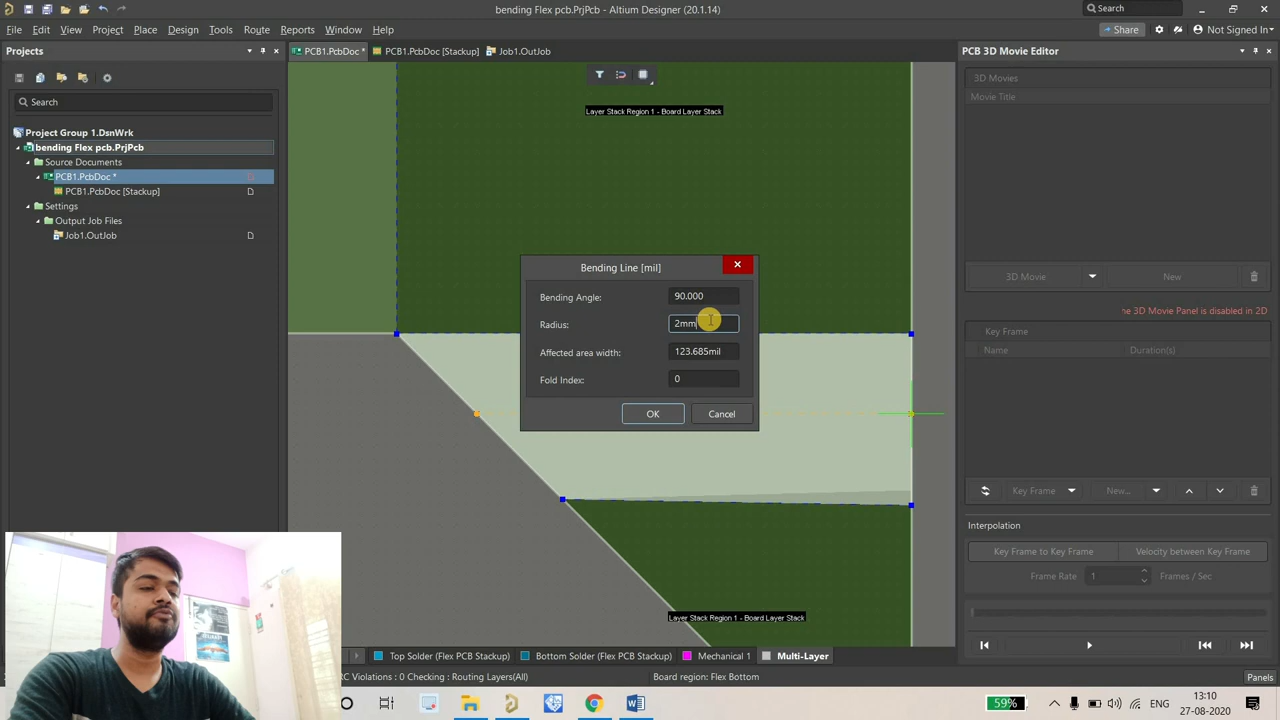 bending Flex pcb.PrjPcb - Altium Designer (20.1.14)
Search
File Edit View Project Place Design Tools Route Reports Window Help
Share
Not Signed In
Projects
PCB1.PcbDoc *
PCB1.PcbDoc [Stackup]
Job1.OutJob
PCB 3D Movie Editor
Search
3D Movies
Movie Title
Layer Stack Region 1 - Board Layer Stack
Project Group 1.DsnWrk
bending Flex pcb.PrjPcb
Source Documents
PCB1.PcbDoc *
PCB1.PcbDoc [Stackup]
Settings
Output Job Files
Job1.OutJob
Bending Line [mil]
Bending Angle: 90.000
Radius: 2mm
Affected area width: 123.685mil
Fold Index: 0
OK Cancel
3D Movie New
he 3D Movie Panel is disabled in 2D
Key Frame
Name Duration(s)
Key Frame New...
Interpolation
Key Frame to Key Frame Velocity between Key Frame
Frame Rate 1 Frames / Sec
Layer Stack Region 1 - Board Layer Stack
Top Solder (Flex PCB Stackup) Bottom Solder (Flex PCB Stackup) Mechanical 1 Multi-Layer
RC Violations : 0 Checking : Routing Layers(All)
Board region: Flex Bottom
Panels
59%
ENG
13:10
27-08-2020